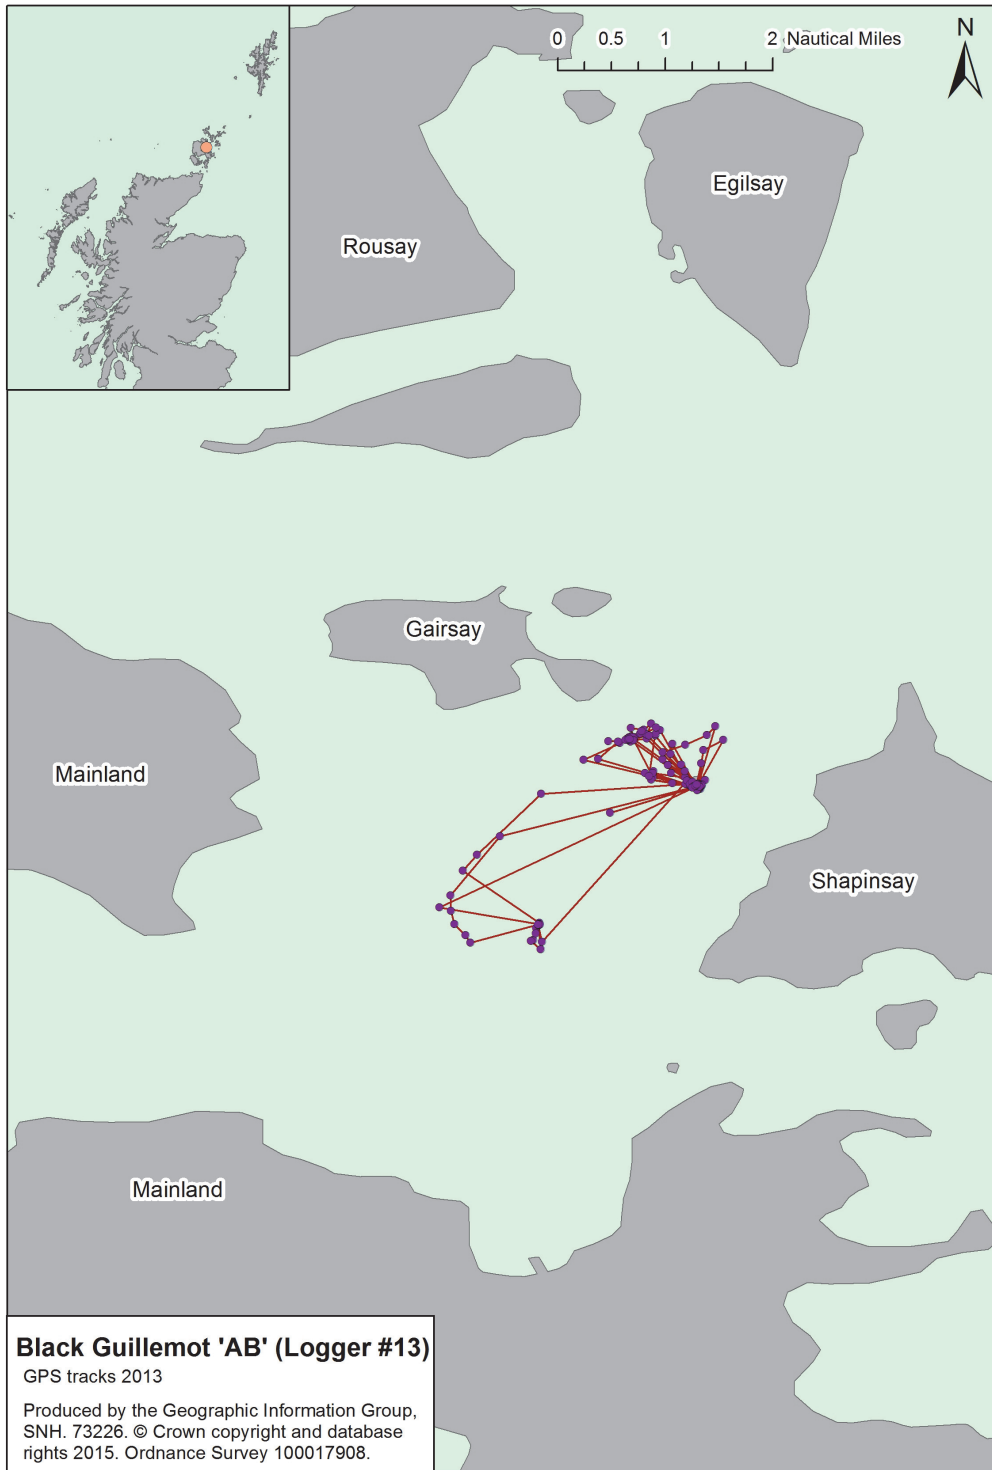 N
0 0.5 1 2 Nautical Miles
Egilsay
Rousay
Gairsay
Mainland
Shapinsay
Mainland
Black Guillemot 'AB' (Logger #13)
GPS tracks 2013
Produced by the Geographic Information Group,
SNH. 73226. © Crown copyright and database
rights 2015. Ordnance Survey 100017908.